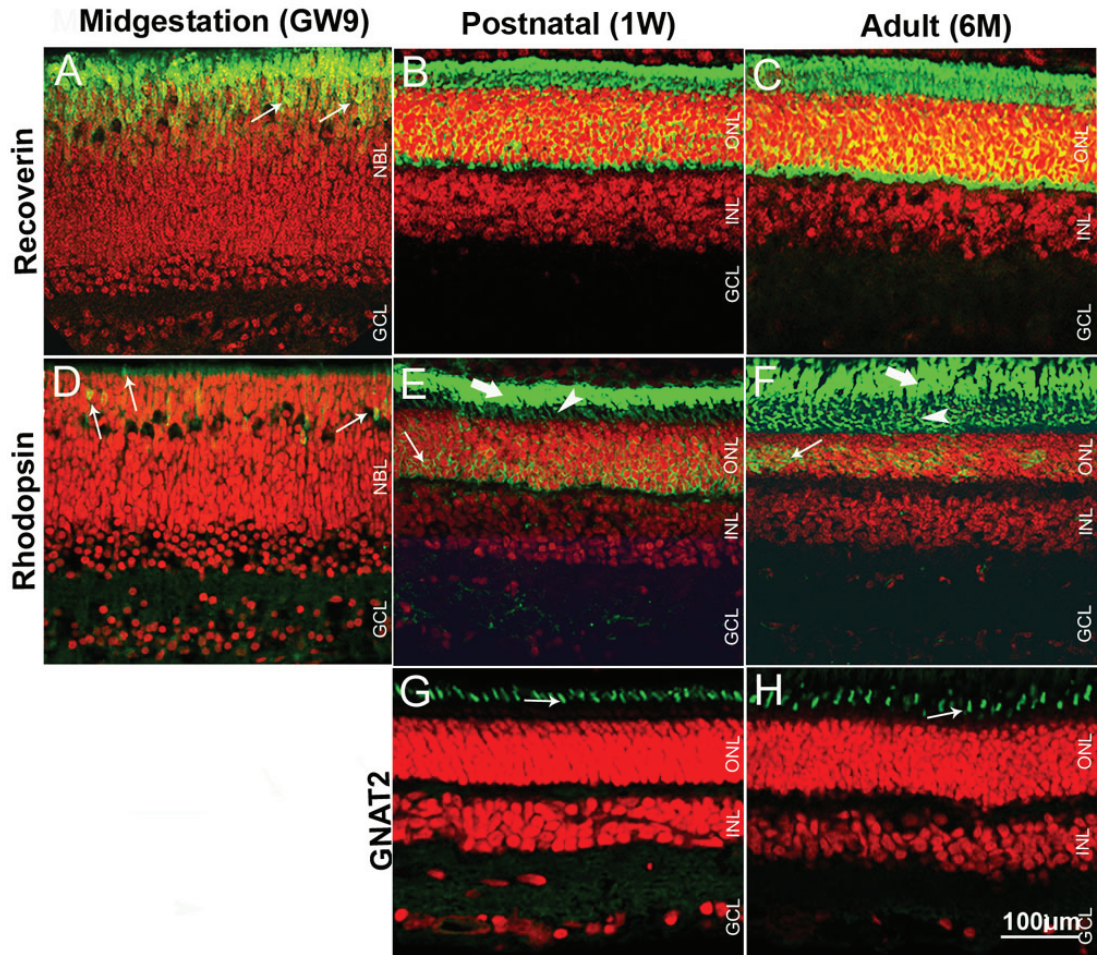 Midgestation (GW9)
Postnatal (1W)
Adult (6M)
Recoverin
A
NBL
GCL
B
ONL
INL
GCL
C
ONL
INL
GCL
Rhodopsin
D
NBL
GCL
E
ONL
INL
GCL
F
ONL
INL
GCL
GNAT2
G
ONL
INL
GCL
H
ONL
INL
GCL
100µm